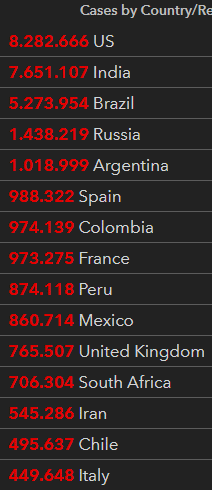 Cases by Country/Re
8.282.666 US
7.651.107 India
5.273.954 Brazil
1.438.219 Russia
1.018.999 Argentina
988.322 Spain
974.139 Colombia
973.275 France
874.118 Peru
860.714 Mexico
765.507 United Kingdom
706.304 South Africa
545.286 Iran
495.637 Chile
449.648 Italy